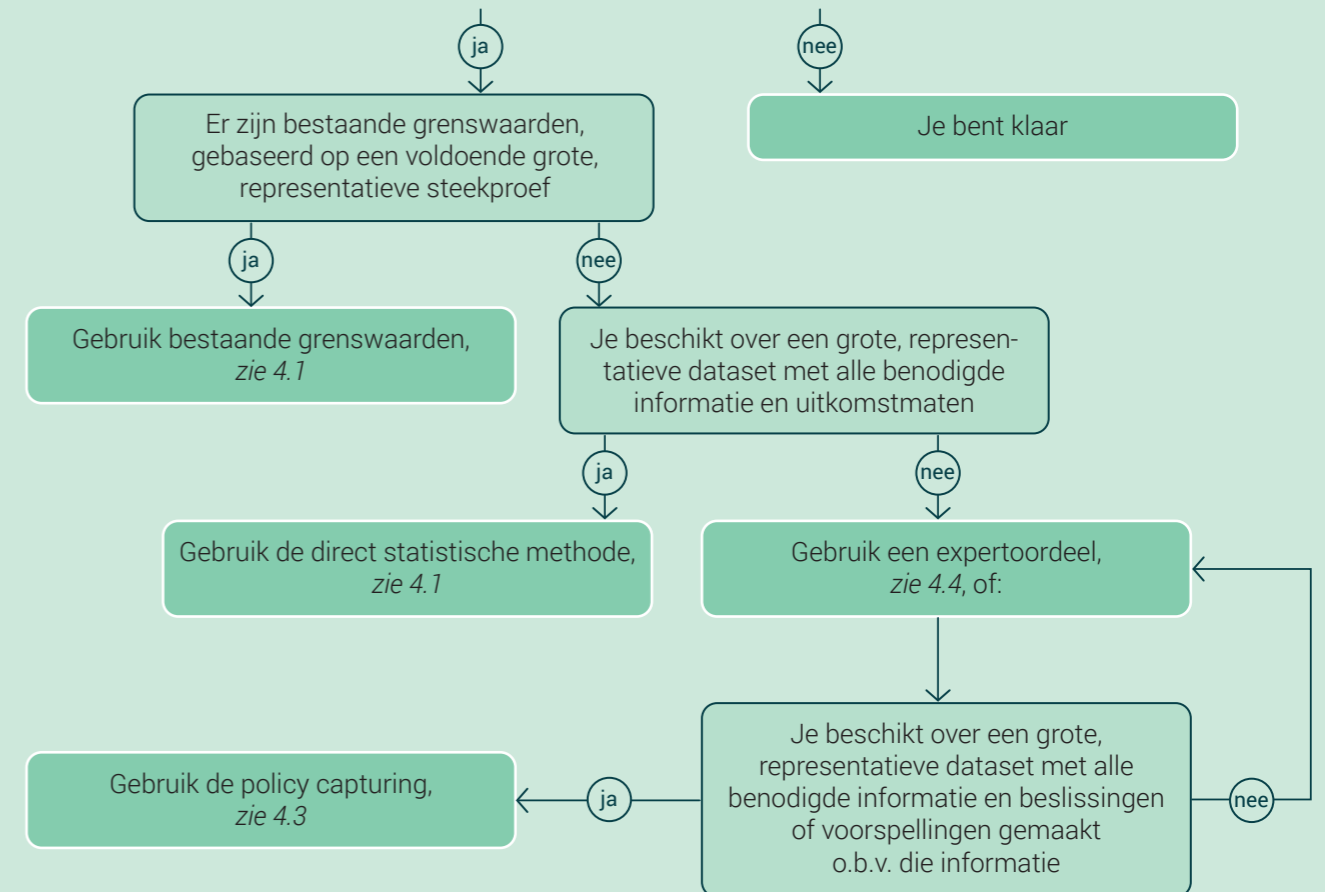 ja
nee
Er zijn bestaande grenswaarden,
gebaseerd op een voldoende grote,
representatieve steekproef
Je bent klaar
ja
nee
Gebruik bestaande grenswaarden,
zie 4.1
Je beschikt over een grote, represen-
tatieve dataset met alle benodigde
informatie en uitkomstmaten
ja
nee
Gebruik de direct statistische methode,
zie 4.1
Gebruik een expertoordeel,
zie 4.4, of:
Je beschikt over een grote,
representatieve dataset met alle
benodigde informatie en beslissingen
of voorspellingen gemaakt
o.b.v. die informatie
ja
nee
Gebruik de policy capturing,
zie 4.3